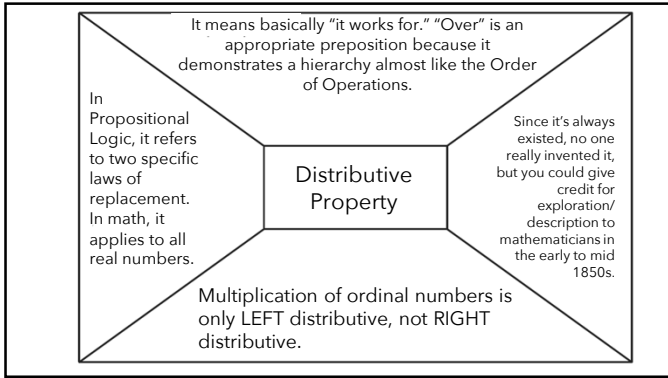 It means basically “it works for.” “Over” is an
appropriate preposition because it
demonstrates a hierarchy almost like the Order
of Operations.
In
Propositional
Logic, it refers
to two specific
laws of
replacement.
In math, it
applies to all
real numbers.
Distributive
Property
Since it’s always
existed, no one
really invented it,
but you could give
credit for
exploration/
description to
mathematicians in
the early to mid
1850s.
Multiplication of ordinal numbers is
only LEFT distributive, not RIGHT
distributive.